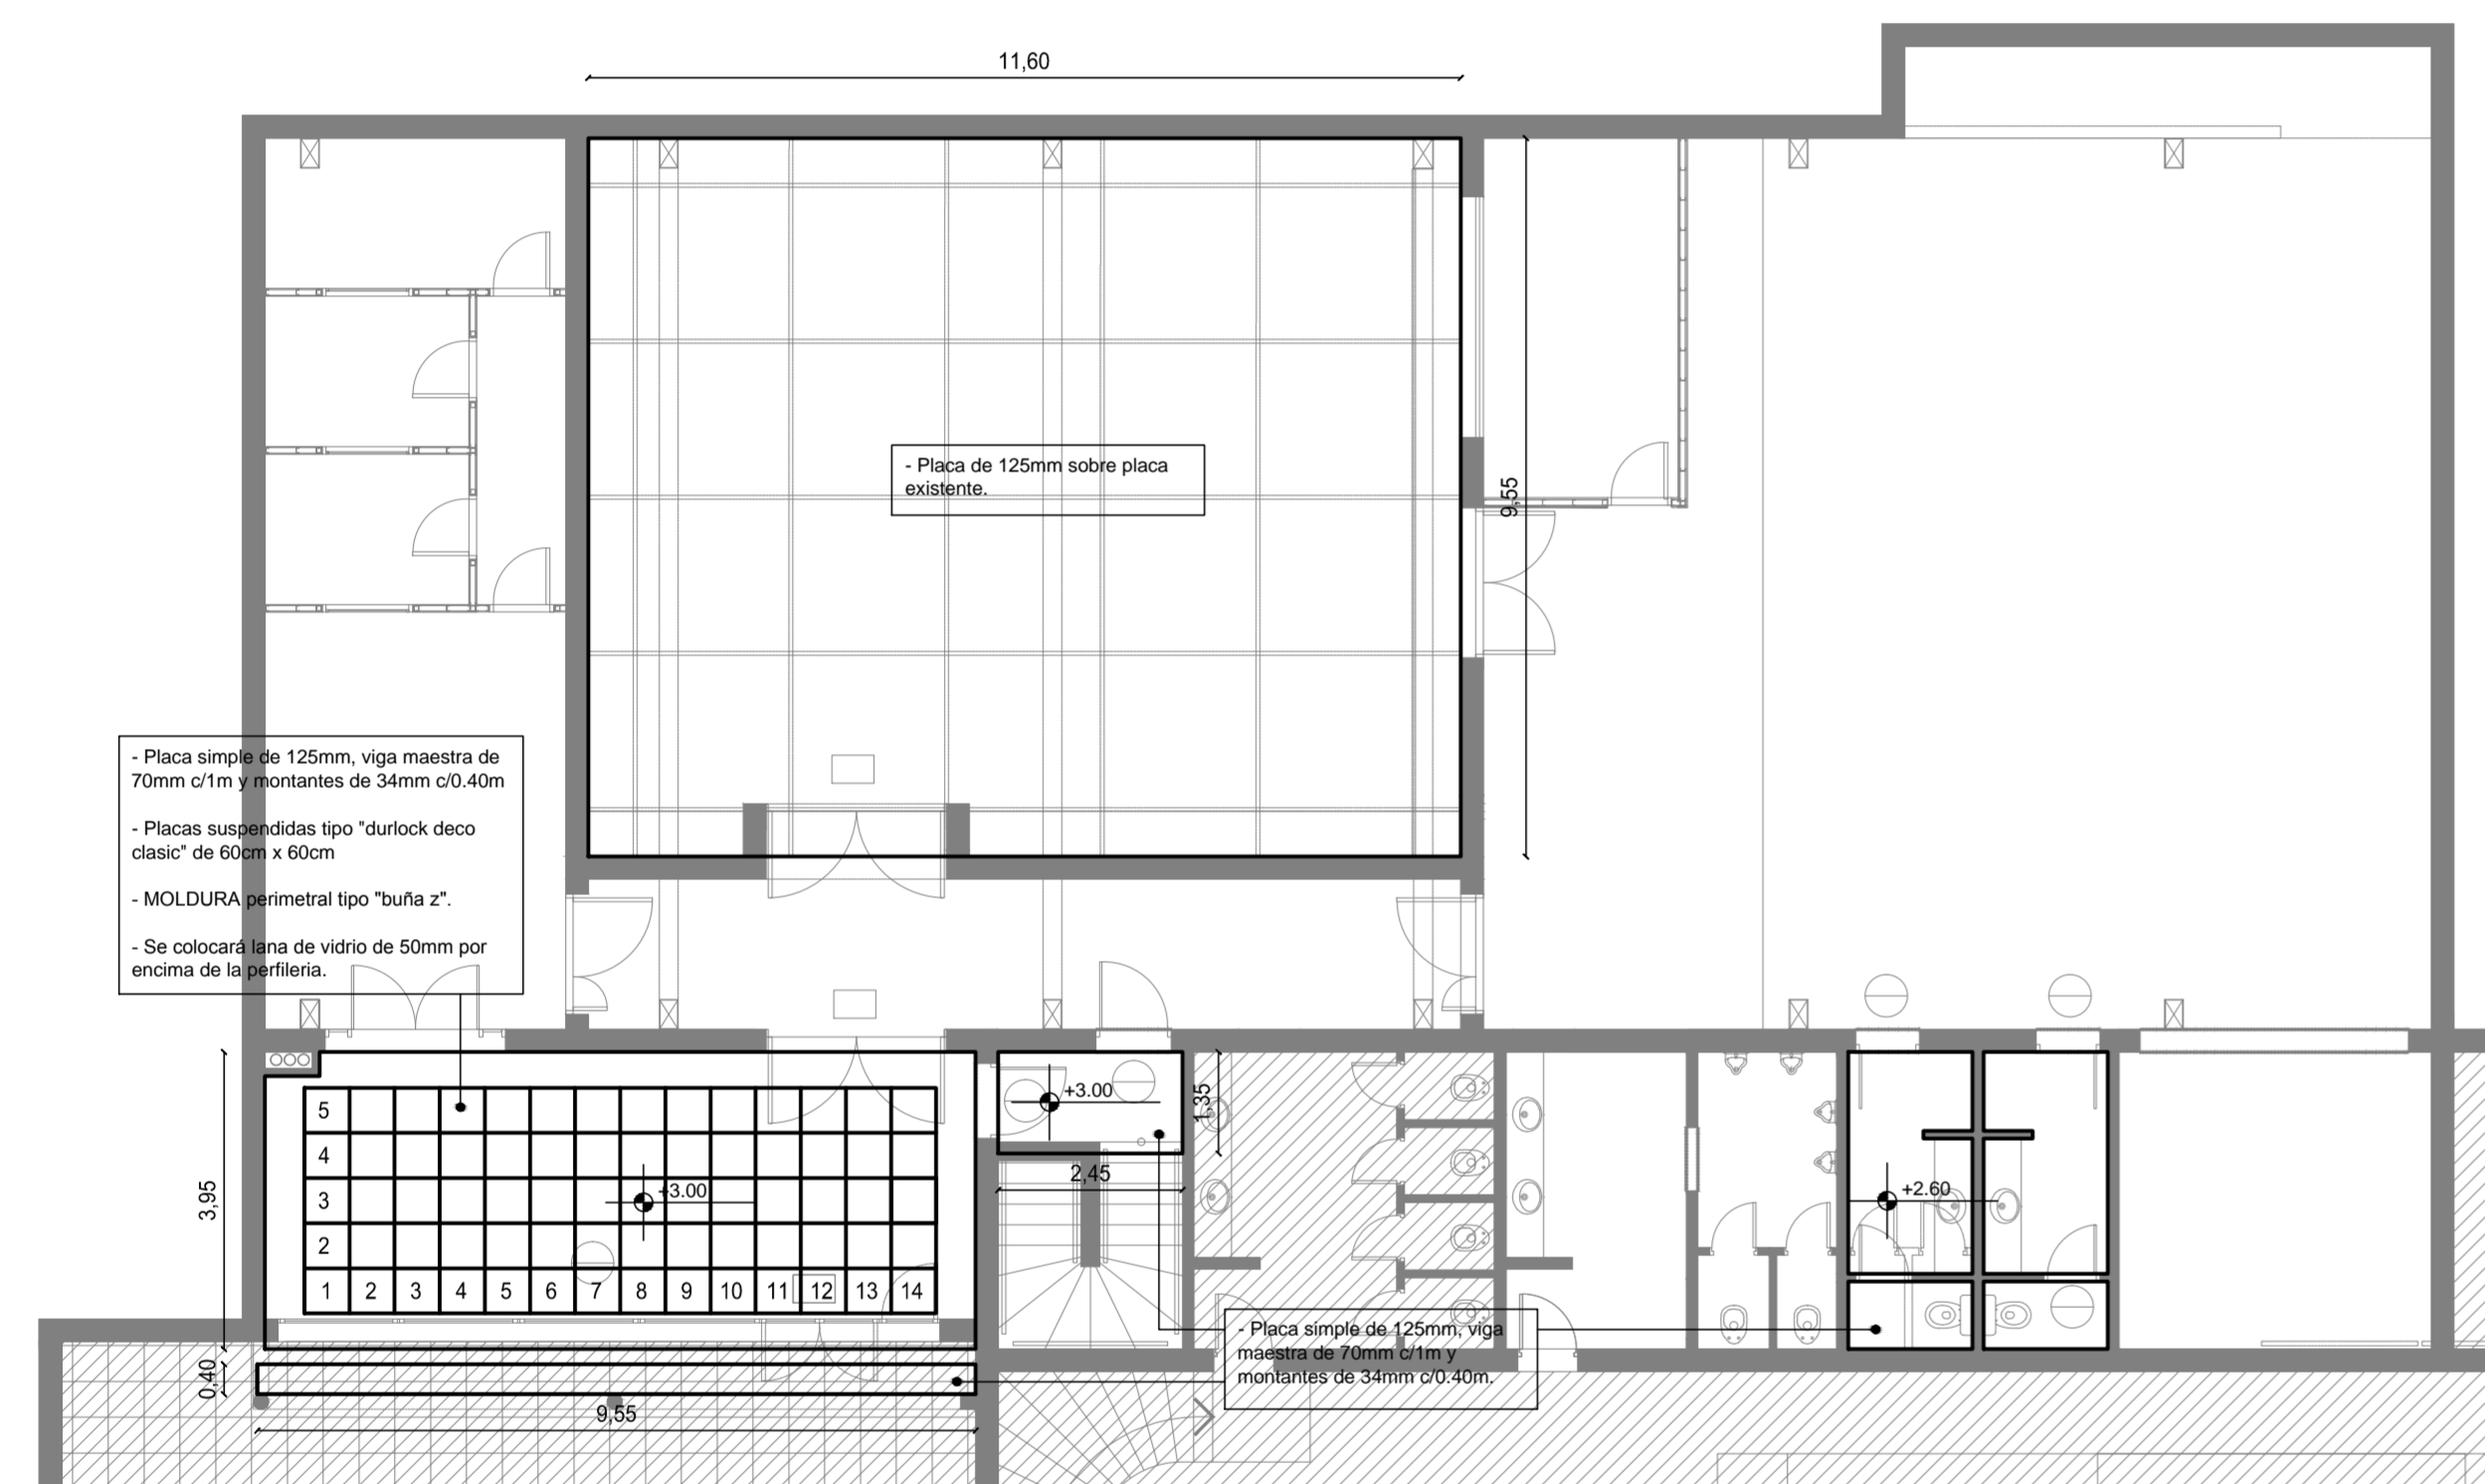 11,60
- Placa de 125mm sobre placa
existente.
9,55
- Placa simple de 125mm, viga maestra de
70mm c/1m y montantes de 34mm c/0.40m
- Placas suspendidas tipo "durlock deco
clasic" de 60cm x 60cm
- MOLDURA perimetral tipo "buña z".
- Se colocará lana de vidrio de 50mm por
encima de la perfileria.
3,95
5
4
3
2
1 2 3 4 5 6 7 8 9 10 11 12 13 14
+3.00
+3.00
1,35
2,45
+2.60
- Placa simple de 125mm, viga
maestra de 70mm c/1m y
montantes de 34mm c/0.40m.
0,40
9,55